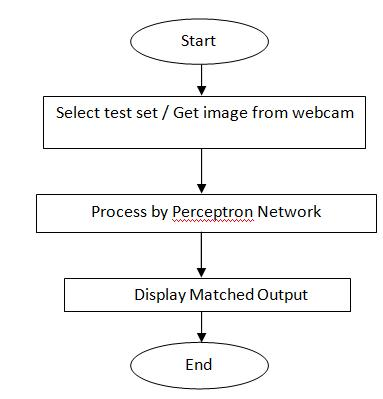 Start
Select test set / Get image from webcam
Process by Perceptron Network
Display Matched Output
End